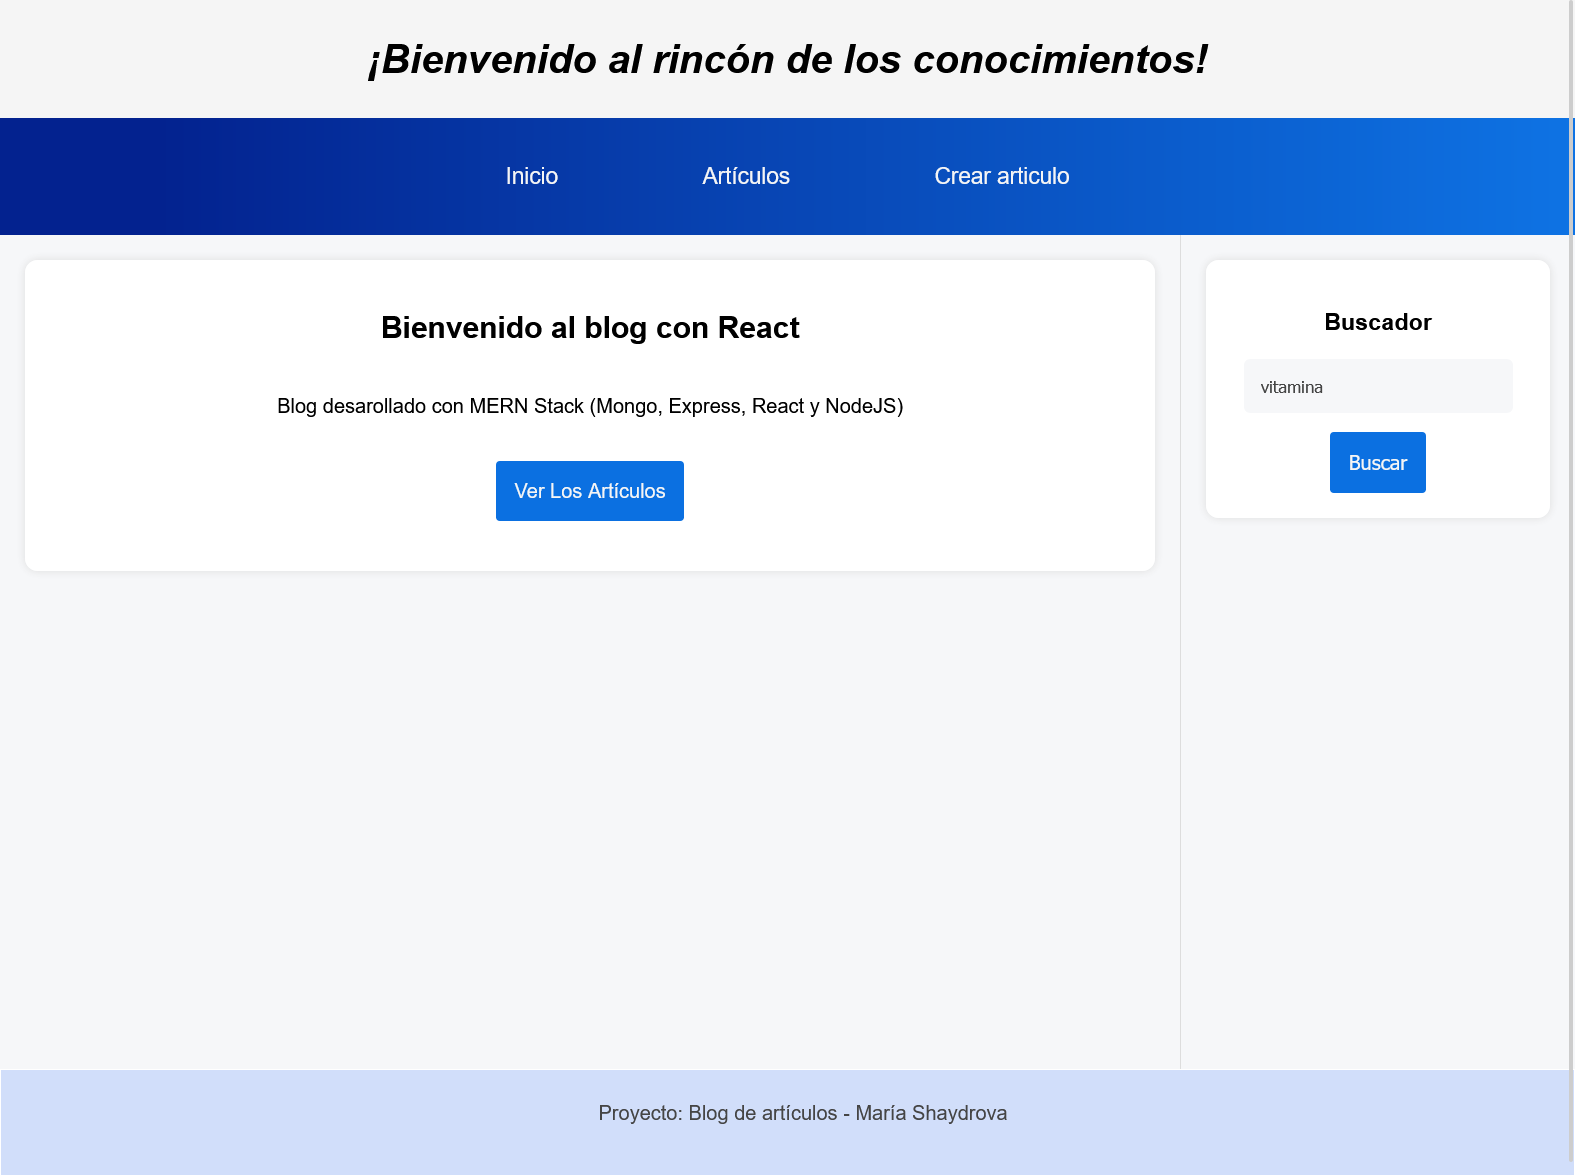 ¡Bienvenido al rincón de los conocimientos!
Inicio
Artículos
Crear articulo
Bienvenido al blog con React
Blog desarollado con MERN Stack (Mongo, Express, React y NodeJS)
Ver Los Artículos
Buscador
vitamina
Buscar
Proyecto: Blog de artículos - María Shaydrova